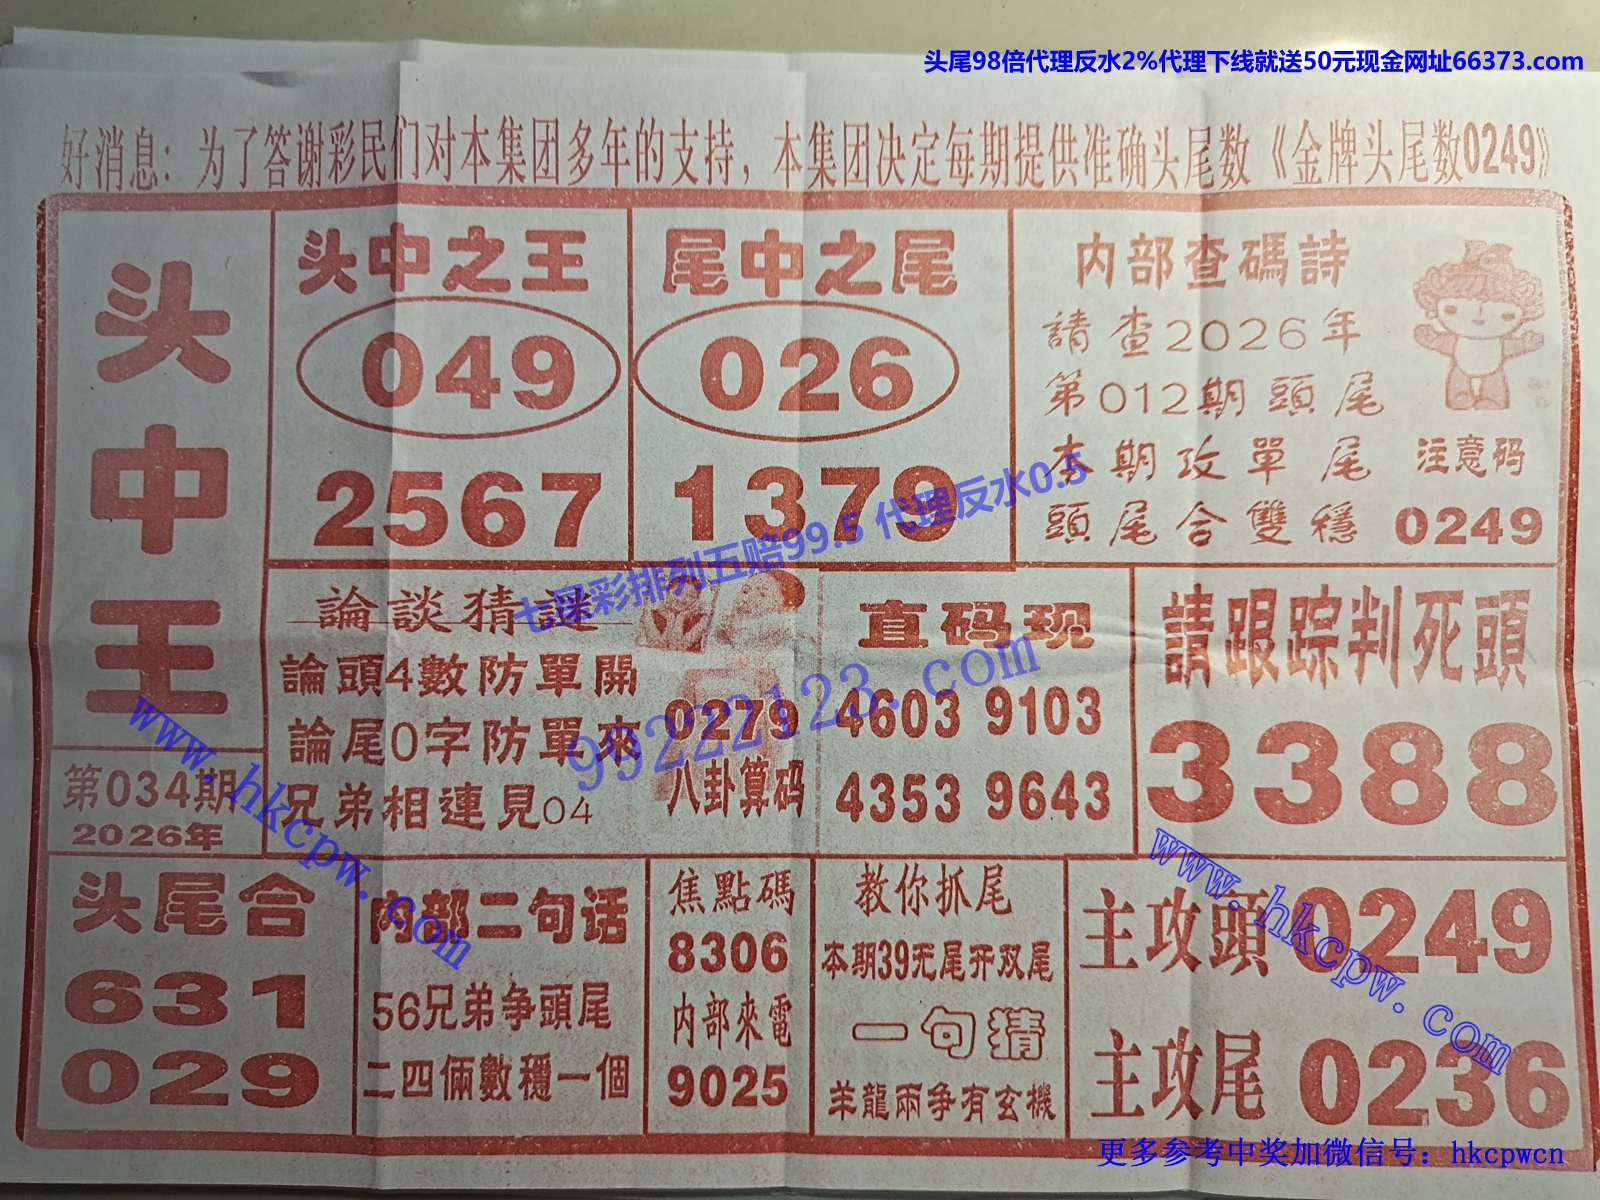 头尾98倍代理反水2%代理下线就送50元现金网址66373.com
好消息：为了答谢彩民们对本集团多年的支持，本集团决定每期提供准确头尾数《金牌头尾数0249》
头中王
第034期
2026年
头中之王
049
2567
尾中之尾
026
1379
内部查碼詩
請查2026年
第012期頭尾
本期攻單尾
頭尾合雙穩
注意码
0249
論談猜謎
論頭4數防單開
論尾0字防單來
兄弟相連見04
0279
八卦算码
直码现
4603 9103
4353 9643
請跟踪判死頭
3388
头尾合
631
029
内部二句话
56兄弟争頭尾
二四倆數穩一個
焦點碼
8306
内部來電
9025
教你抓尾
本期39无尾开双尾
一句猜
羊龍兩争有玄機
主攻頭0249
主攻尾0236
七星彩排列五赔99.5 代理反水0.5
99222123.com
www.hkcpw.com
www.hkcpw.com
更多参考中奖加微信号：hkcpwcn